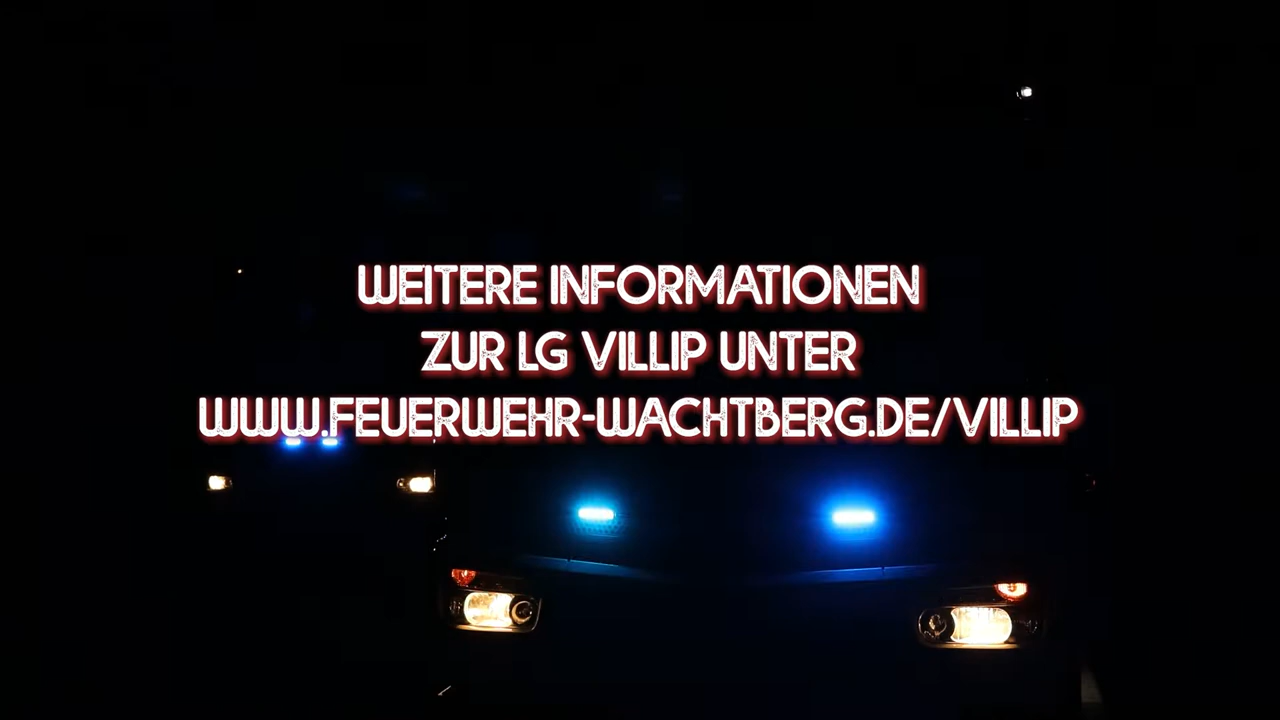 WEITERE INFORMATIONEN
ZUR LG VILLIP UNTER
WWW.FEUERWEHR-WACHTBERG.DE/VILLIP